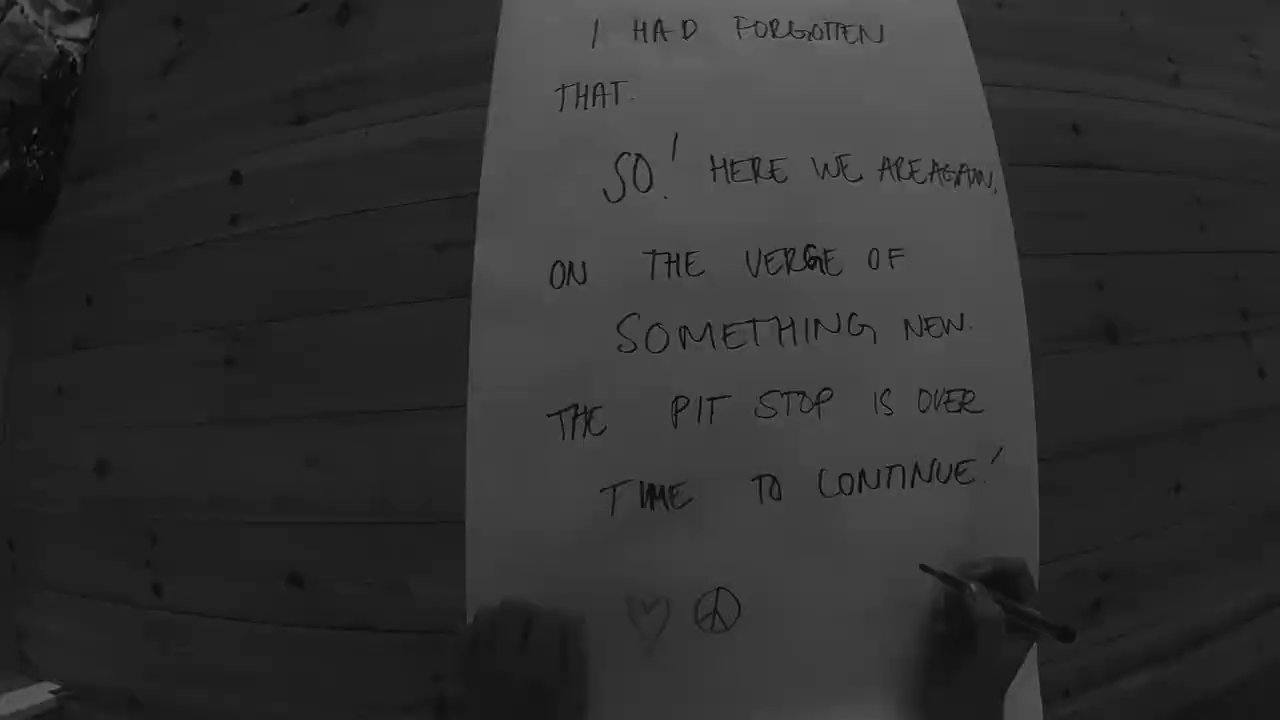 I HAD FORGOTTEN
THAT.
SO! HERE WE ARE AGAIN,
ON THE VERGE OF
SOMETHING NEW.
THE PIT STOP IS OVER
TIME TO CONTINUE!